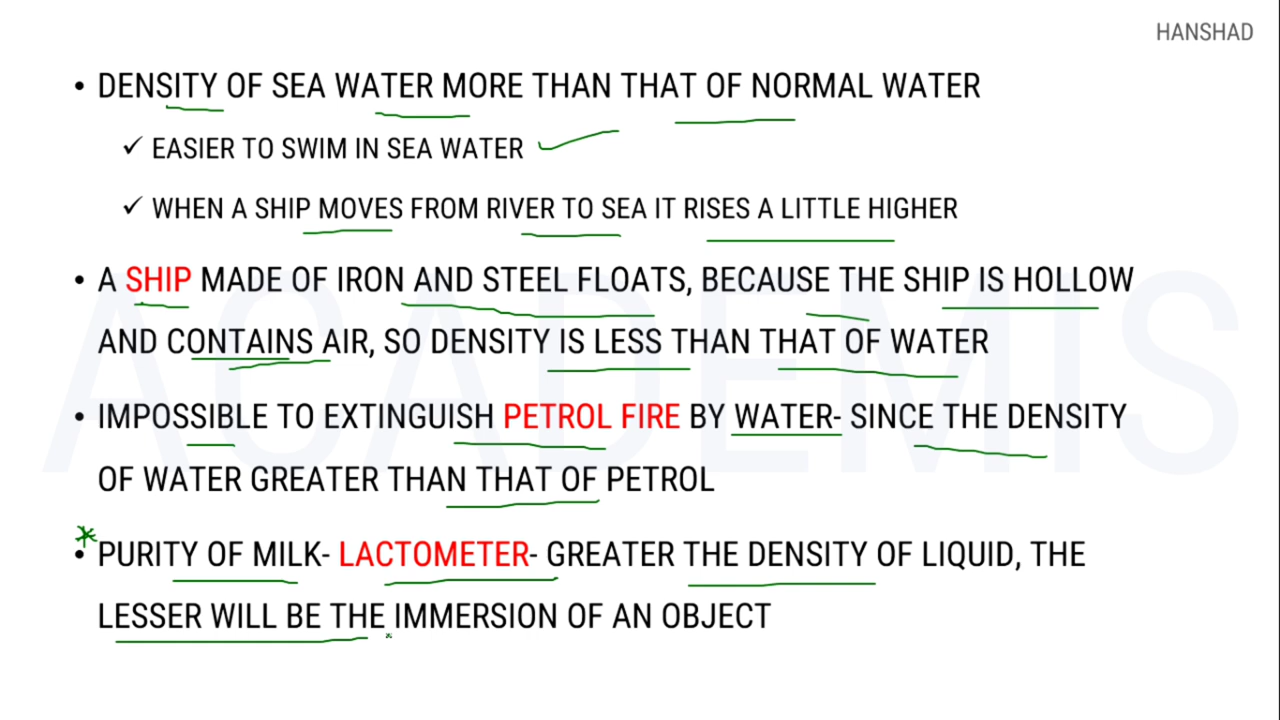 HANSHAD
• DENSITY OF SEA WATER MORE THAN THAT OF NORMAL WATER
✓ EASIER TO SWIM IN SEA WATER
✓ WHEN A SHIP MOVES FROM RIVER TO SEA IT RISES A LITTLE HIGHER
• A SHIP MADE OF IRON AND STEEL FLOATS, BECAUSE THE SHIP IS HOLLOW
AND CONTAINS AIR, SO DENSITY IS LESS THAN THAT OF WATER
• IMPOSSIBLE TO EXTINGUISH PETROL FIRE BY WATER- SINCE THE DENSITY
OF WATER GREATER THAN THAT OF PETROL
• PURITY OF MILK- LACTOMETER- GREATER THE DENSITY OF LIQUID, THE
LESSER WILL BE THE IMMERSION OF AN OBJECT
ACADEMIS